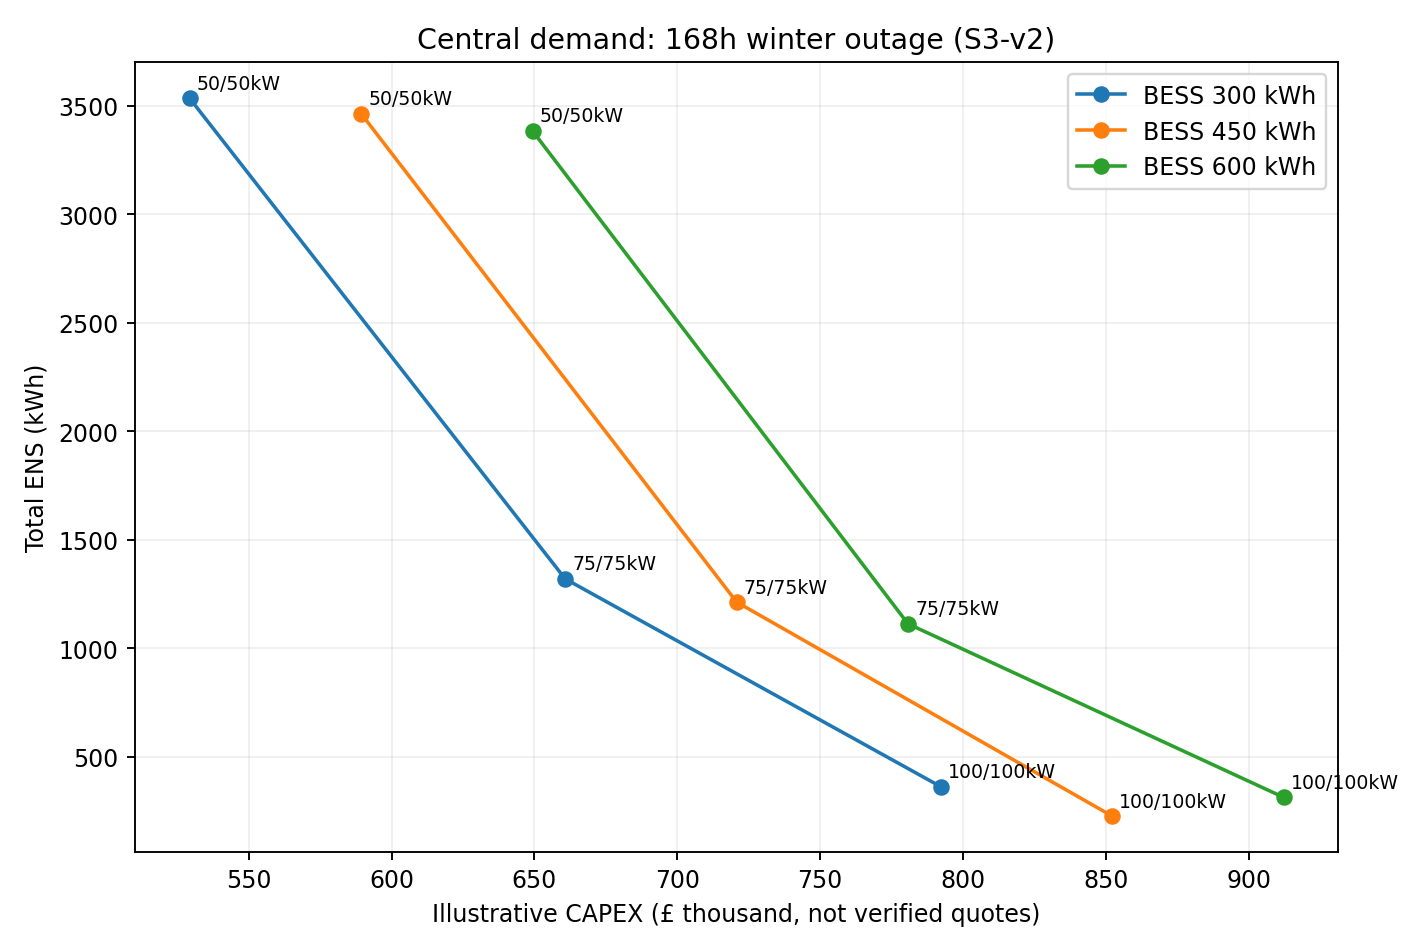 Central demand: 168h winter outage (S3-v2)
BESS 300 kWh
BESS 450 kWh
BESS 600 kWh
50/50kW
50/50kW
50/50kW
75/75kW
75/75kW
75/75kW
100/100kW
100/100kW
100/100kW
Total ENS (kWh)
3500
3000
2500
2000
1500
1000
500
550
600
650
700
750
800
850
900
Illustrative CAPEX (£ thousand, not verified quotes)